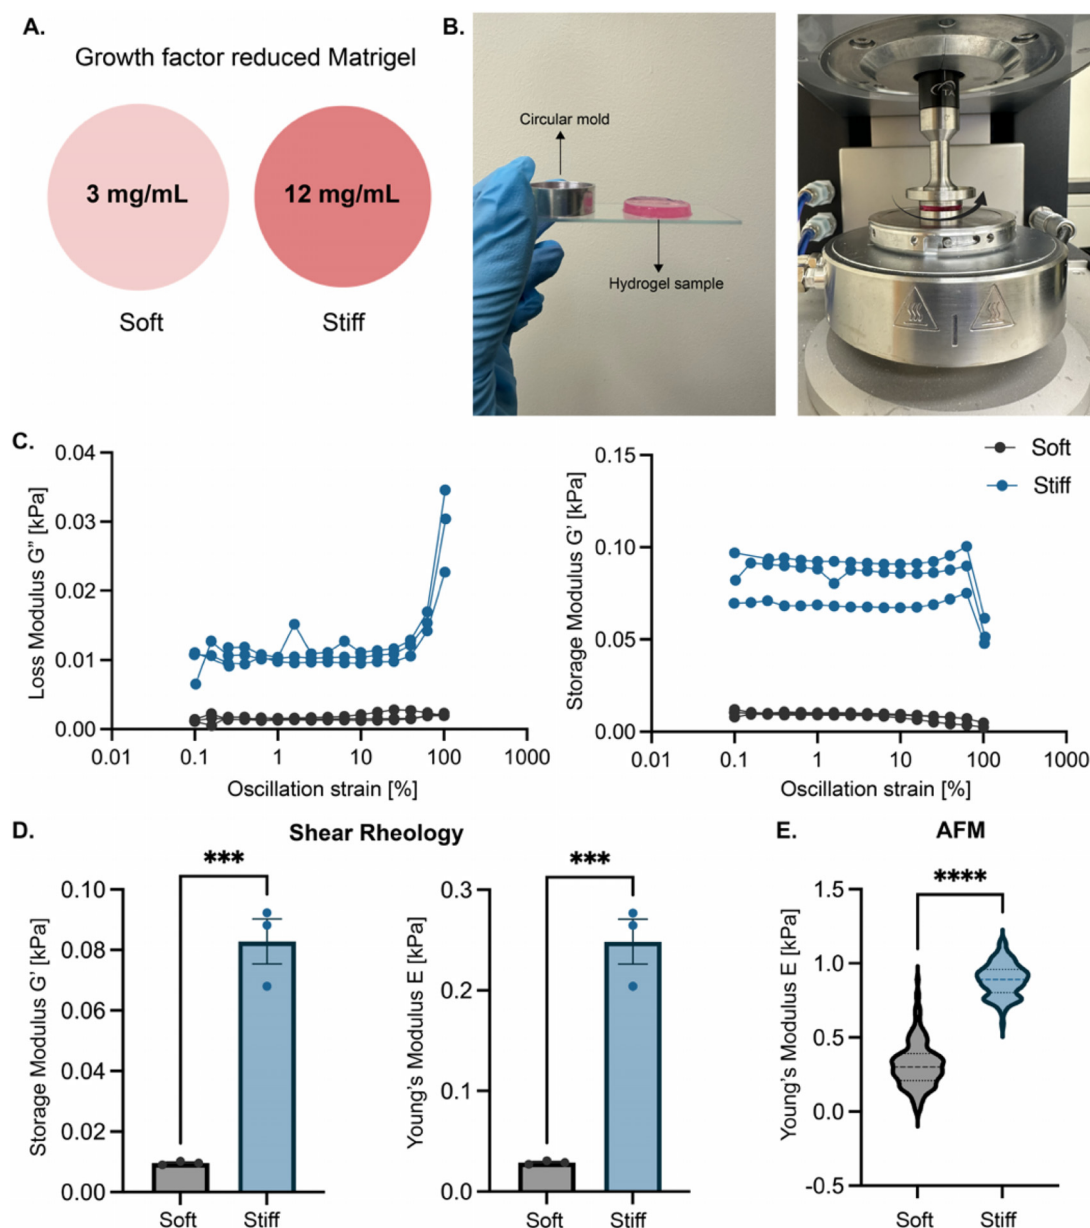 A.
Growth factor reduced Matrigel
3 mg/mL
12 mg/mL
Soft
Stiff
B.
Circular mold
Hydrogel sample
TA
C.
Loss Modulus G” [kPa]
0.04
0.03
0.02
0.01
0.00
0.01
0.1
1
10
100
1000
Oscillation strain [%]
Storage Modulus G’ [kPa]
0.15
0.10
0.05
0.00
0.01
0.1
1
10
100
1000
Oscillation strain [%]
Soft
Stiff
D.
Shear Rheology
Storage Modulus G’ [kPa]
0.10
0.08
0.06
0.04
0.02
0.00
***
Soft
Stiff
Young’s Modulus E [kPa]
0.3
0.2
0.1
0.0
***
Soft
Stiff
E.
AFM
Young’s Modulus E [kPa]
1.5
1.0
0.5
0.0
-0.5
****
Soft
Stiff